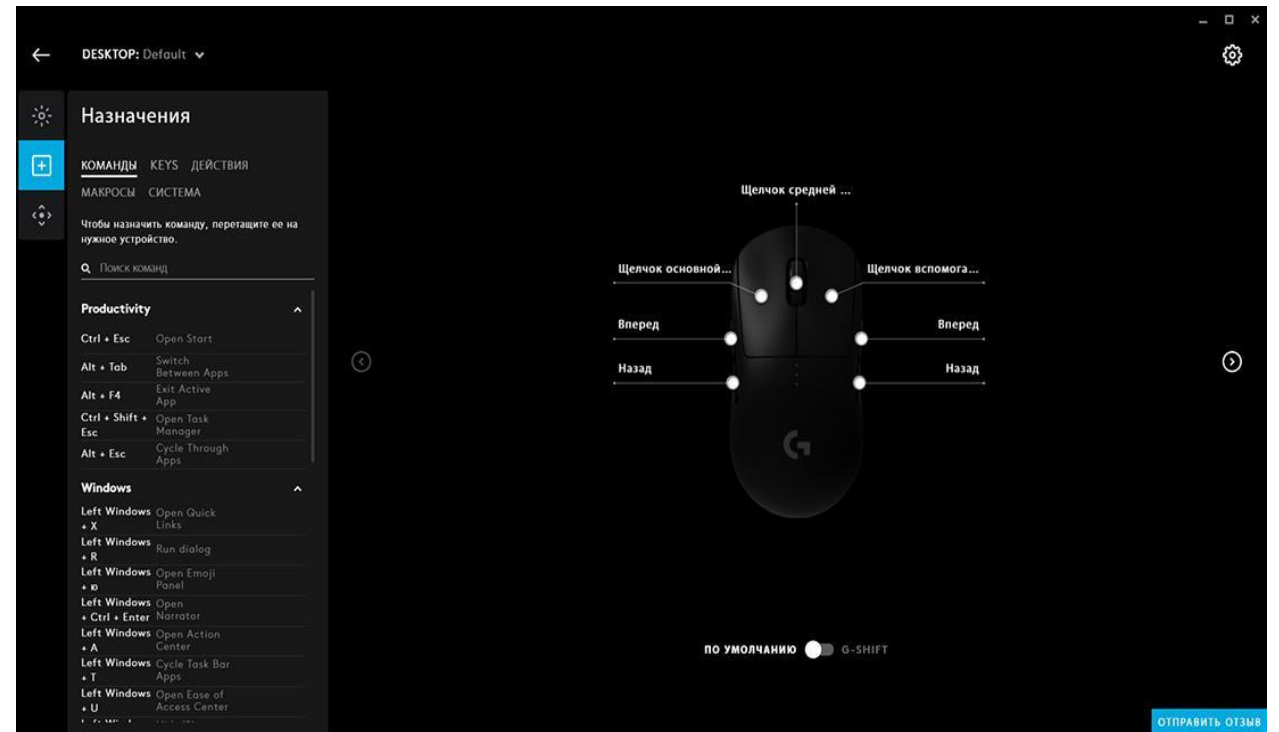 DESKTOP: Default
Назначения
КОМАНДЫ KEYS ДЕЙСТВИЯ
МАКРОСЫ СИСТЕМА
Чтобы назначить команду, перетащите ее на
нужное устройство.
Поиск команд
Productivity
Ctrl + Esc Open Start
Alt + Tab Switch
Between Apps
Alt + F4 Exit Active
App
Ctrl + Shift + Open Task
Esc Manager
Alt + Esc Cycle Through
Apps
Windows
Left Windows Open Quick
+ X Links
Left Windows Run dialog
+ R
Left Windows Open Emoji
+ ю Panel
Left Windows Open
+ Ctrl + Enter Narrator
Left Windows Open Action
+ A Center
Left Windows Cycle Task Bar
+ T Apps
Left Windows Open Ease of
+ U Access Center
Щелчок средней ...
Щелчок основной...
Щелчок вспомога...
Вперед
Вперед
Назад
Назад
G
ПО УМОЛЧАНИЮ G-SHIFT
ОТПРАВИТЬ ОТЗЫВ